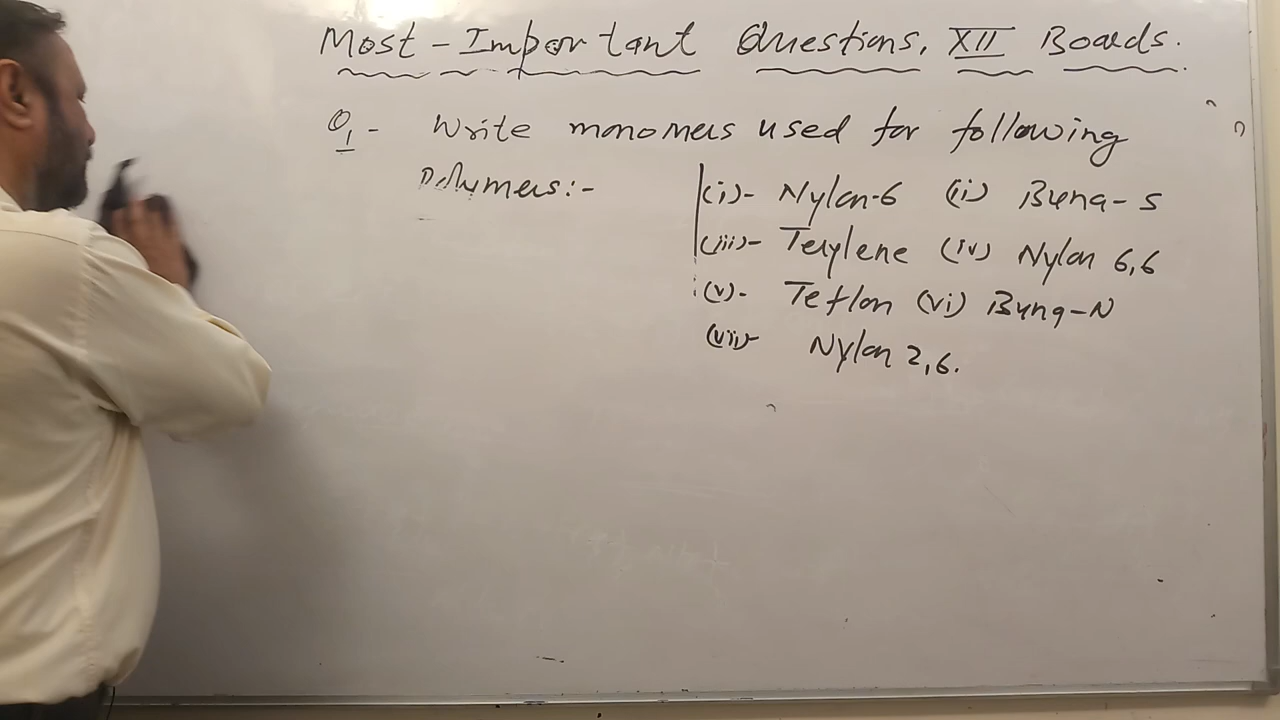 Most-Important Questions, XII Boards.
Q1- Write monomers used for following
Polymers:- (i)- Nylon-6 (ii) Buna-S
(iii)- Terylene (iv) Nylon 6,6
(v)- Teflon (vi) Buna-N
(vii)- Nylon 2,6.